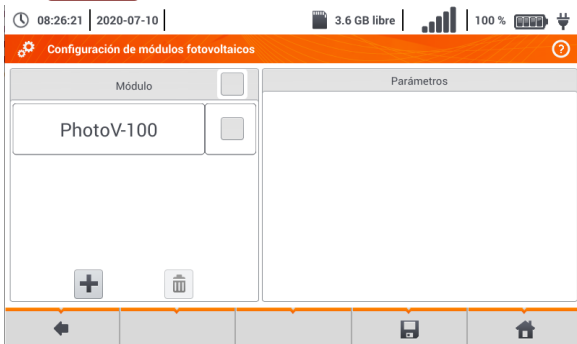 08:26:21 2020-07-10 3.6 GB libre 100 %
Configuración de módulos fotovoltaicos ?
Módulo Parámetros
PhotoV-100